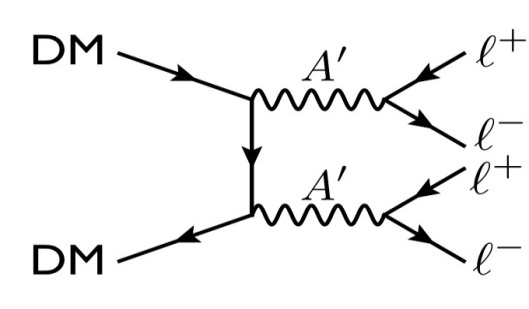 DM A′ ℓ+
ℓ−
A′ ℓ+
DM ℓ−